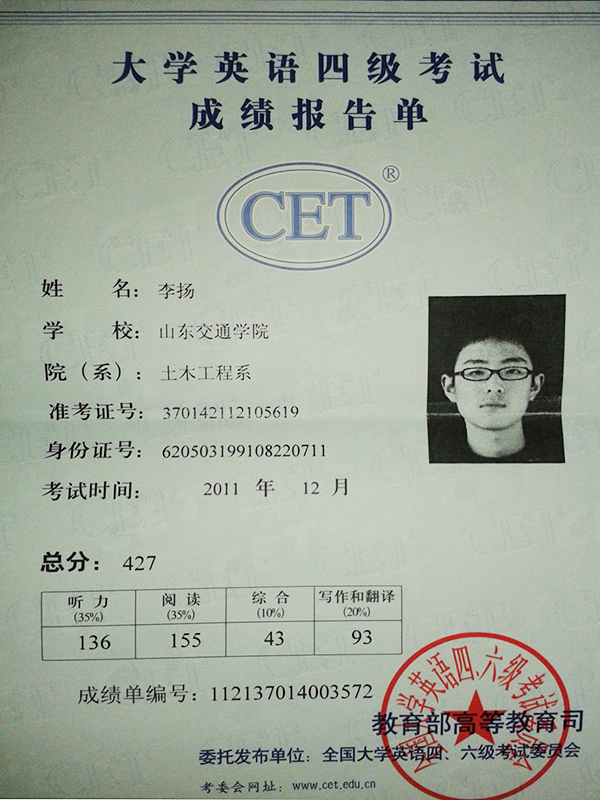 大学英语四级考试
成绩报告单
CET®
姓 名：李扬
学 校：山东交通学院
院（系）：土木工程系
准考证号：370142112105619
身份证号：620503199108220711
考试时间： 2011 年 12 月
总分：427
听力 阅读 综合 写作和翻译
(35%) (35%) (10%) (20%)
136 155 43 93
成绩单编号：112137014003572
教育部高等教育司
委托发布单位：全国大学英语四、六级考试委员会
考委会网址：www.cet.edu.cn
全国大学英语四、六级考试委员会